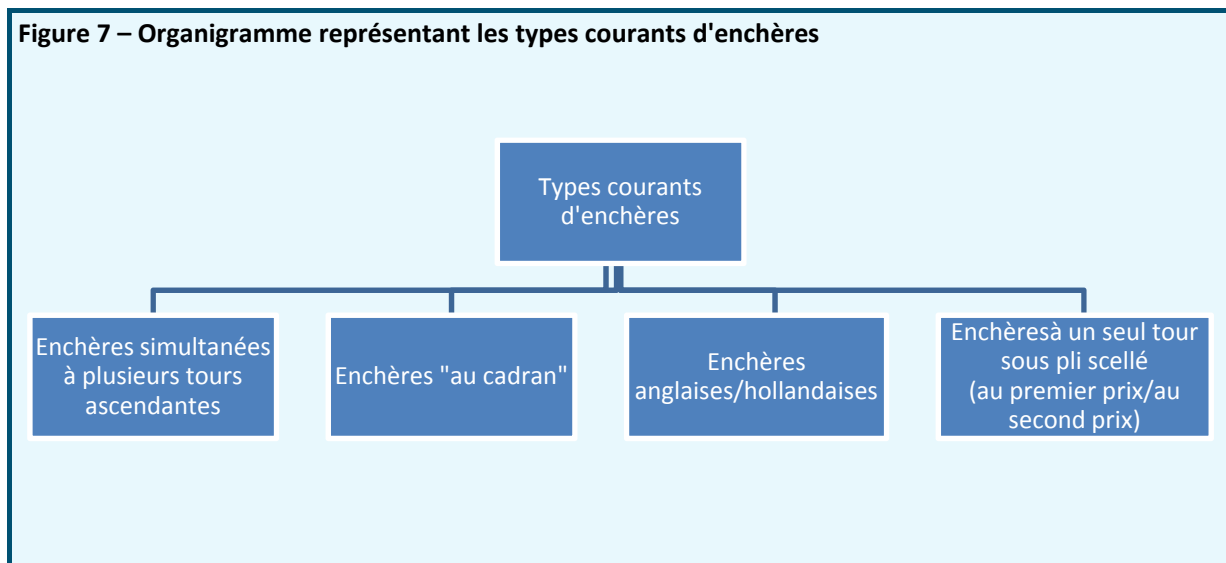 Figure 7 – Organigramme représentant les types courants d'enchères
Types courants
d'enchères
Enchères simultanées
à plusieurs tours
ascendantes
Enchères "au cadran"
Enchères
anglaises/hollandaises
Enchèresà un seul tour
sous pli scellé
(au premier prix/au
second prix)